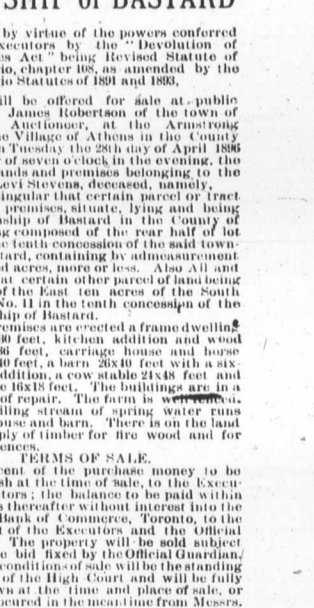 SHIP OF BASTARD
by virtue of the powers conferred
xecutors by the "Devolution of
es Act" being Revised Statute of
io, chapter 108, as amended by the
io Statutes of 1891 and 1893,
ill be offered for sale at public
James Robertson of the town of
Auctioneer, at the Armstrong
e Village of Athens in the County
n Tuesday the 28th day of April 1896
of seven o'clock in the evening, the
ands and premises belonging to the
Levi Stevens, deceased, namely,
singular that certain parcel or tract
premises, situate, lying and being
nship of Bastard in the County of
g composed of the rear half of lot
e tenth concession of the said town-
tard, containing by admeasurement
d acres, more or less. Also All and
at certain other parcel of land being
of the East ten acres of the South
No. 11 in the tenth concession of the
hip of Bastard.
remises are erected a framed dwelling
30 feet, kitchen addition and wood
36 feet, carriage house and horse
40 feet, a barn 26x40 feet with a six-
ddition, a cow stable 24x48 feet and
e 16x18 feet. The buildings are in a
of repair. The farm is well fenced.
iling stream of spring water runs
ouse and barn. There is on the land
ply of timber for fire wood and for
ences.
TERMS OF SALE.
cent of the purchase money to be
sh at the time of sale, to the Execu-
tors; the balance to be paid within
s thereafter without interest into the
Bank of Commerce, Toronto, to the
t of the Executors and the Official
The property will be sold subject
e bid fixed by the Official Guardian,
conditions of sale will be the standing
of the High Court and will be fully
wn at the time and place of sale, or
ocured in the meantime from Messrs.